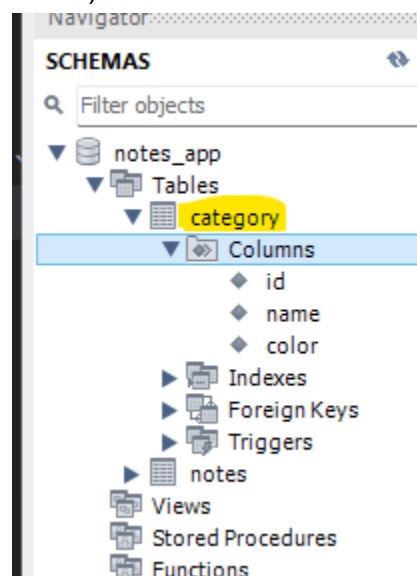 Navigator
SCHEMAS
Filter objects
notes_app
Tables
category
Columns
id
name
color
Indexes
Foreign Keys
Triggers
notes
Views
Stored Procedures
Functions